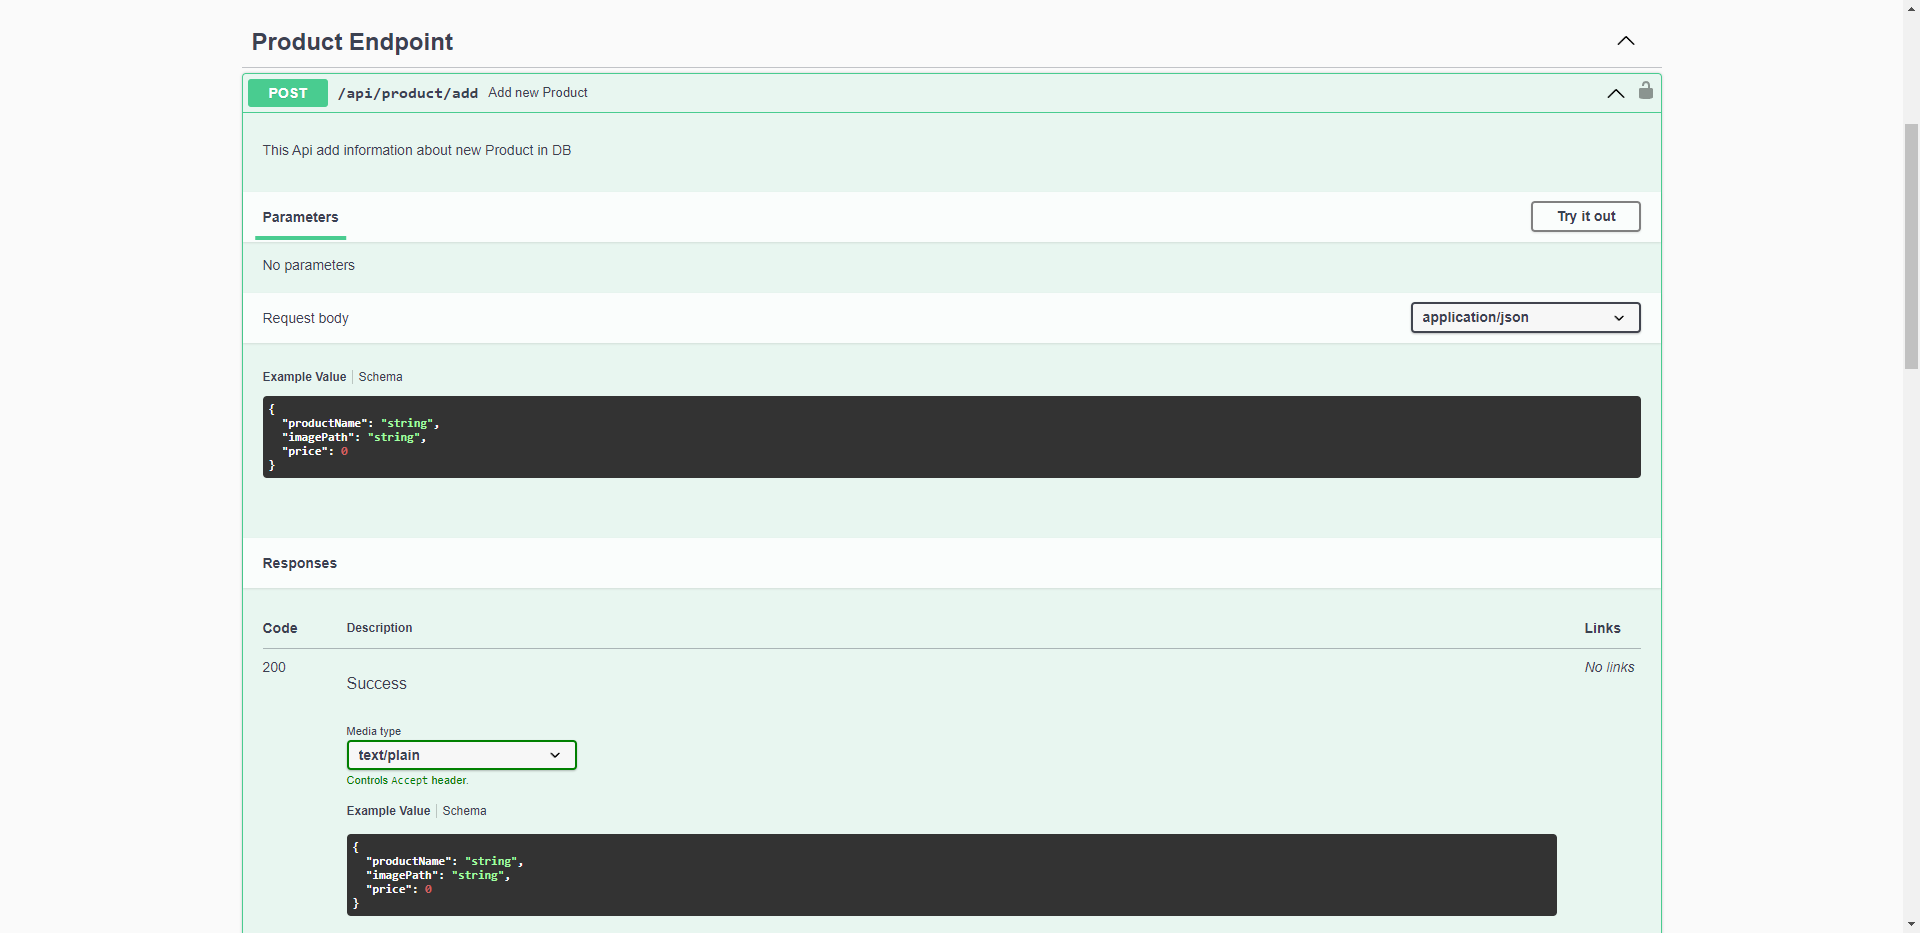 Product Endpoint
POST /api/product/add Add new Product
This Api add information about new Product in DB
Parameters Try it out
No parameters
Request body application/json
Example Value Schema
{
"productName": "string",
"imagePath": "string",
"price": 0
}
Responses
Code Description Links
200 Success No links
Media type
text/plain
Controls Accept header.
Example Value Schema
{
"productName": "string",
"imagePath": "string",
"price": 0
}